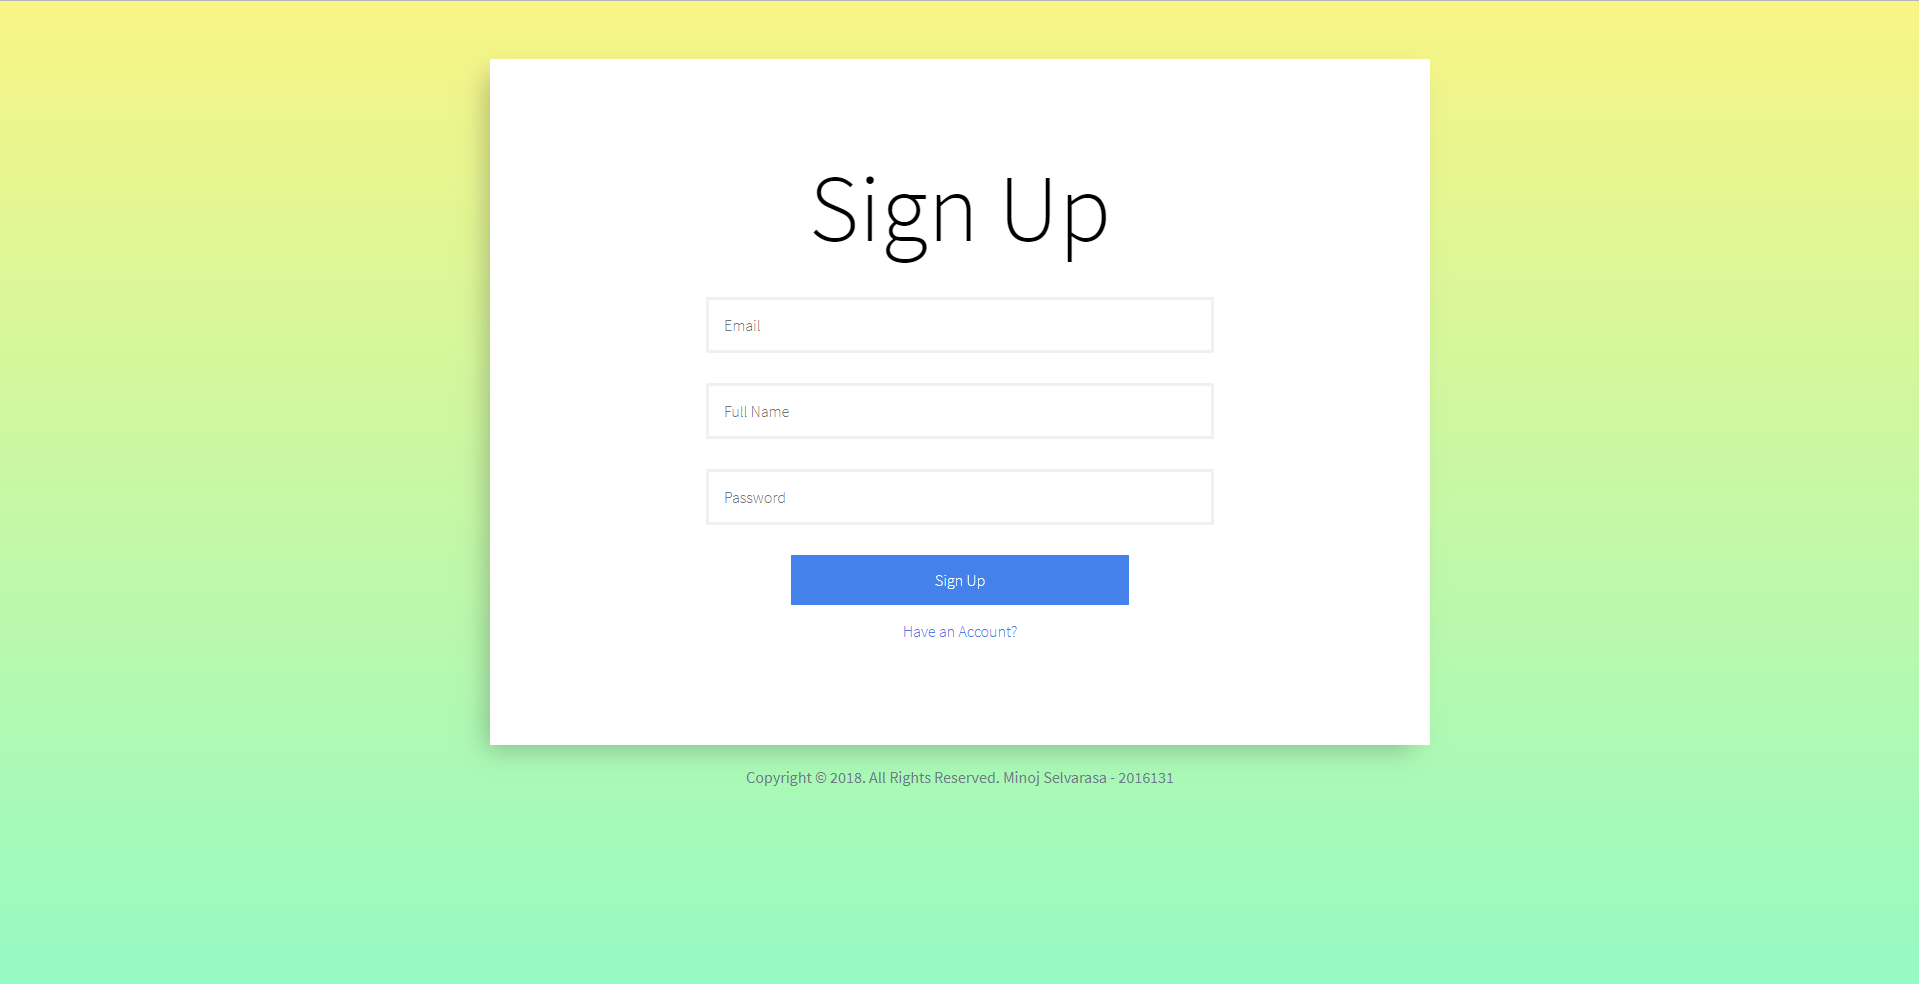 Sign Up
Email
Full Name
Password
Sign Up
Have an Account?
Copyright © 2018. All Rights Reserved. Minoj Selvarasa - 2016131